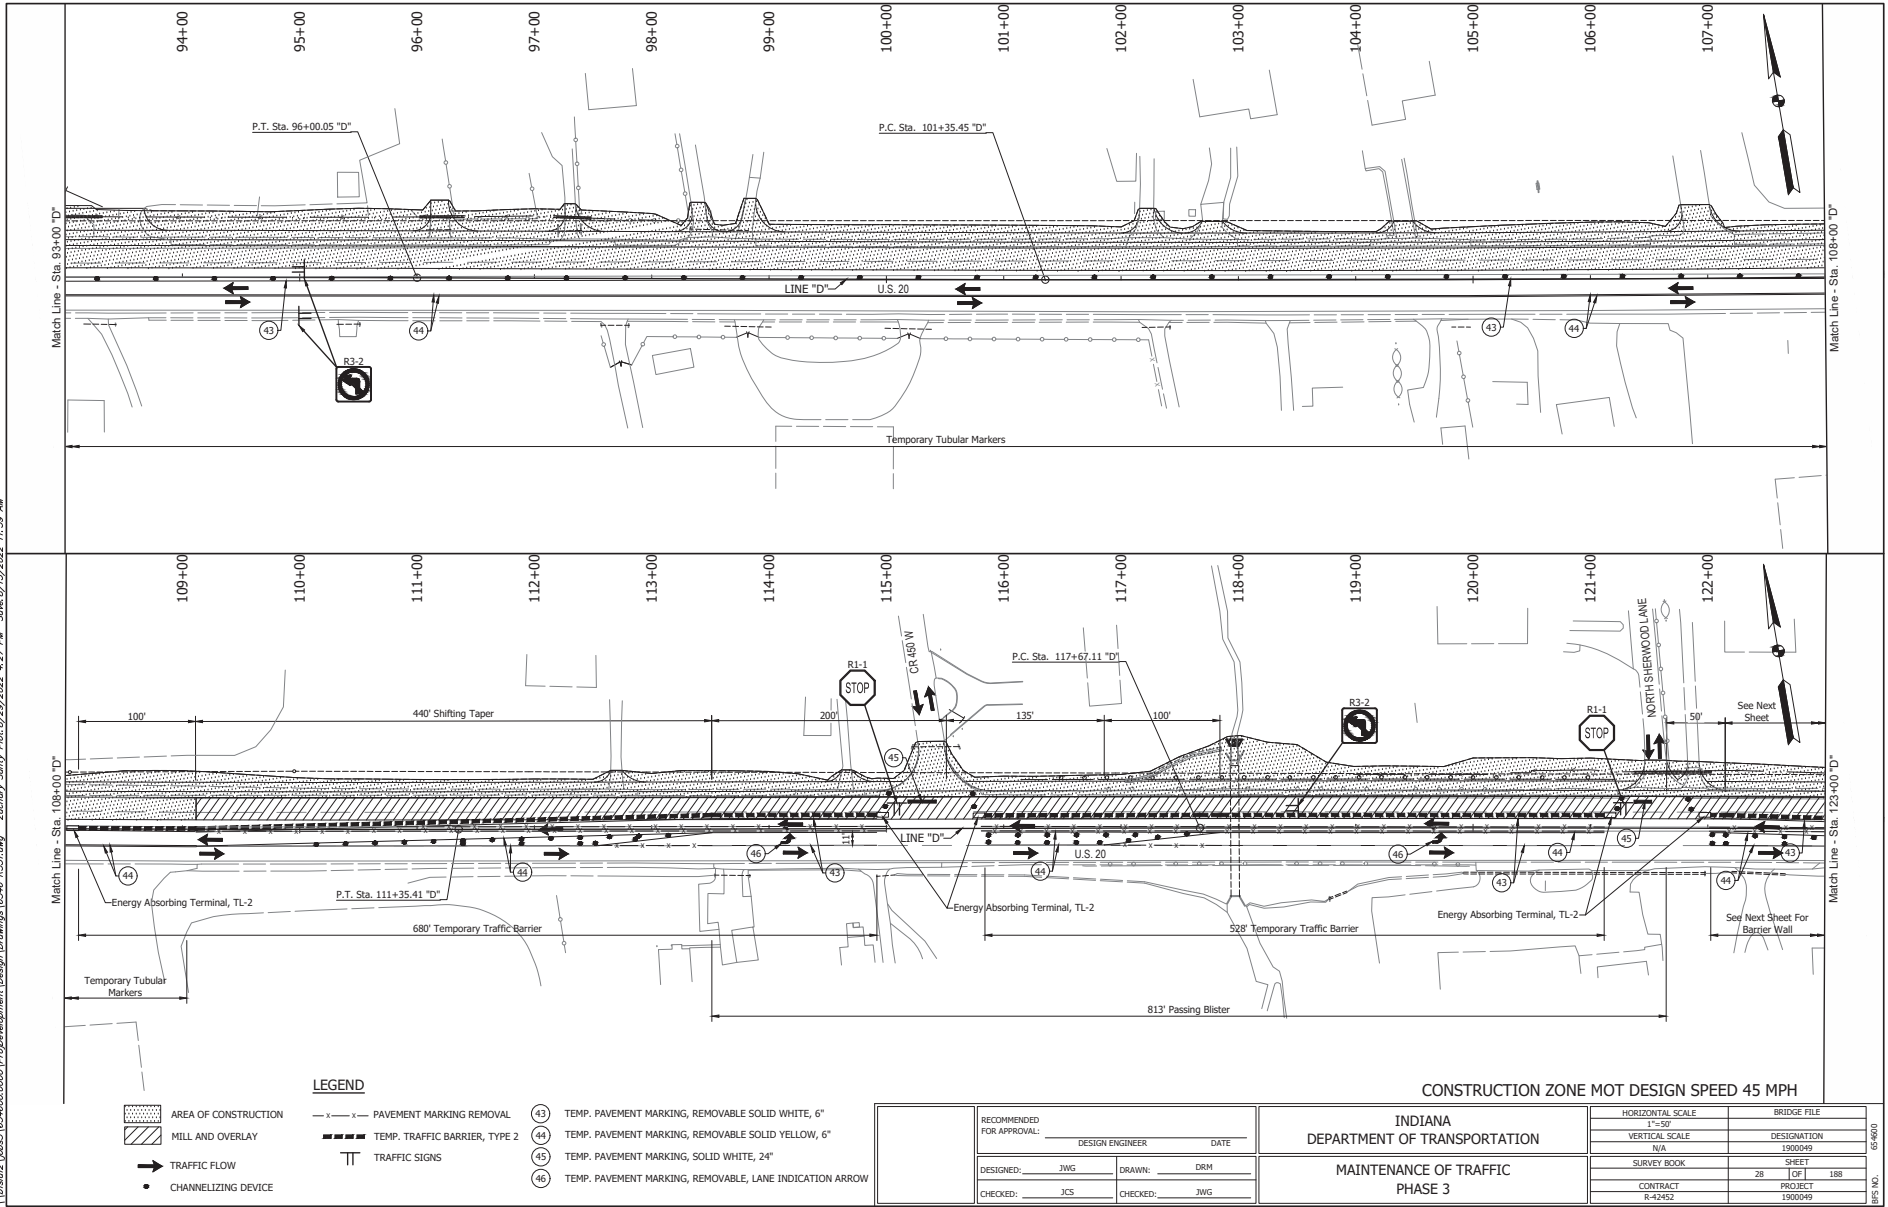 94+00
95+00
96+00
97+00
98+00
99+00
100+00
101+00
102+00
103+00
104+00
105+00
106+00
107+00
P.T. Sta. 96+00.05 "D"
P.C. Sta. 101+35.45 "D"
Match Line - Sta. 93+00 "D"
Match Line - Sta. 108+00 "D"
LINE "D"
U.S. 20
43
44
43
44
R3-2
Temporary Tubular Markers
109+00
110+00
111+00
112+00
113+00
114+00
115+00
116+00
117+00
118+00
119+00
120+00
121+00
122+00
CR 450 W
NORTH SHERWOOD LANE
R1-1
STOP
P.C. Sta. 117+67.11 "D"
R3-2
R1-1
STOP
See Next
Sheet
100'
440' Shifting Taper
200'
135'
100'
50'
45
Match Line - Sta. 108+00 "D"
Match Line - Sta. 123+00 "D"
LINE "D"
11'
U.S. 20
45
46
46
44
43
44
44
43
44
43
44
P.T. Sta. 111+35.41 "D"
Energy Absorbing Terminal, TL-2
Energy Absorbing Terminal, TL-2
Energy Absorbing Terminal, TL-2
See Next Sheet For
Barrier Wall
680' Temporary Traffic Barrier
528' Temporary Traffic Barrier
Temporary Tubular
Markers
813' Passing Blister
LEGEND
AREA OF CONSTRUCTION
MILL AND OVERLAY
TRAFFIC FLOW
CHANNELIZING DEVICE
PAVEMENT MARKING REMOVAL
TEMP. TRAFFIC BARRIER, TYPE 2
TRAFFIC SIGNS
43 TEMP. PAVEMENT MARKING, REMOVABLE SOLID WHITE, 6"
44 TEMP. PAVEMENT MARKING, REMOVABLE SOLID YELLOW, 6"
45 TEMP. PAVEMENT MARKING, SOLID WHITE, 24"
46 TEMP. PAVEMENT MARKING, REMOVABLE, LANE INDICATION ARROW
CONSTRUCTION ZONE MOT DESIGN SPEED 45 MPH
RECOMMENDED
FOR APPROVAL:
DESIGN ENGINEER DATE
DESIGNED: JWG DRAWN: DRM
CHECKED: JCS CHECKED: JWG
INDIANA
DEPARTMENT OF TRANSPORTATION
MAINTENANCE OF TRAFFIC
PHASE 3
HORIZONTAL SCALE BRIDGE FILE
1"=50'
VERTICAL SCALE DESIGNATION
N/A 1900049
SURVEY BOOK SHEET
28 OF 188
CONTRACT PROJECT
R-42452 1900049
BFS NO. 654600